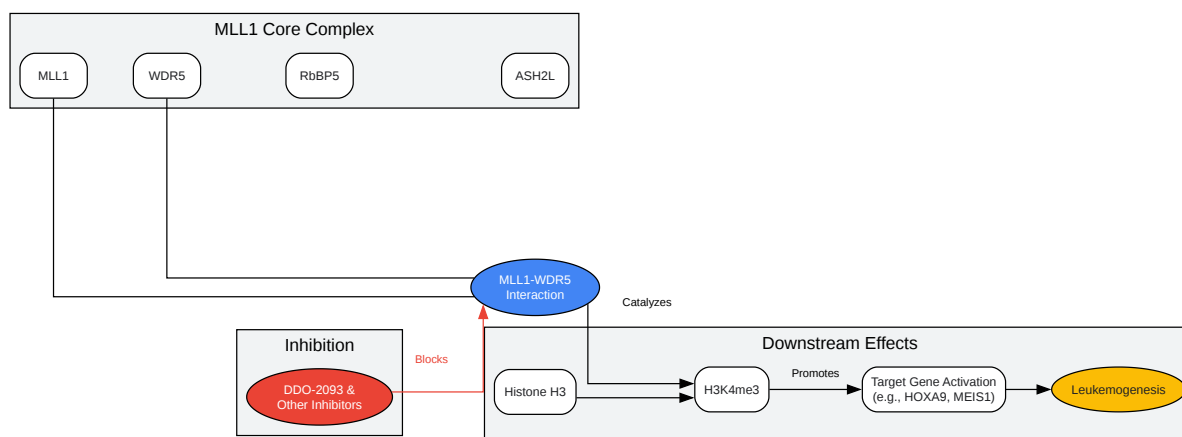 MLL1 Core Complex
MLL1
WDR5
RbBP5
ASH2L
MLL1-WDR5
Interaction
Catalyzes
Inhibition
Blocks
DDO-2093 &
Other Inhibitors
Downstream Effects
Histone H3
H3K4me3
Promotes
Target Gene Activation
(e.g., HOXA9, MEIS1)
Leukemogenesis